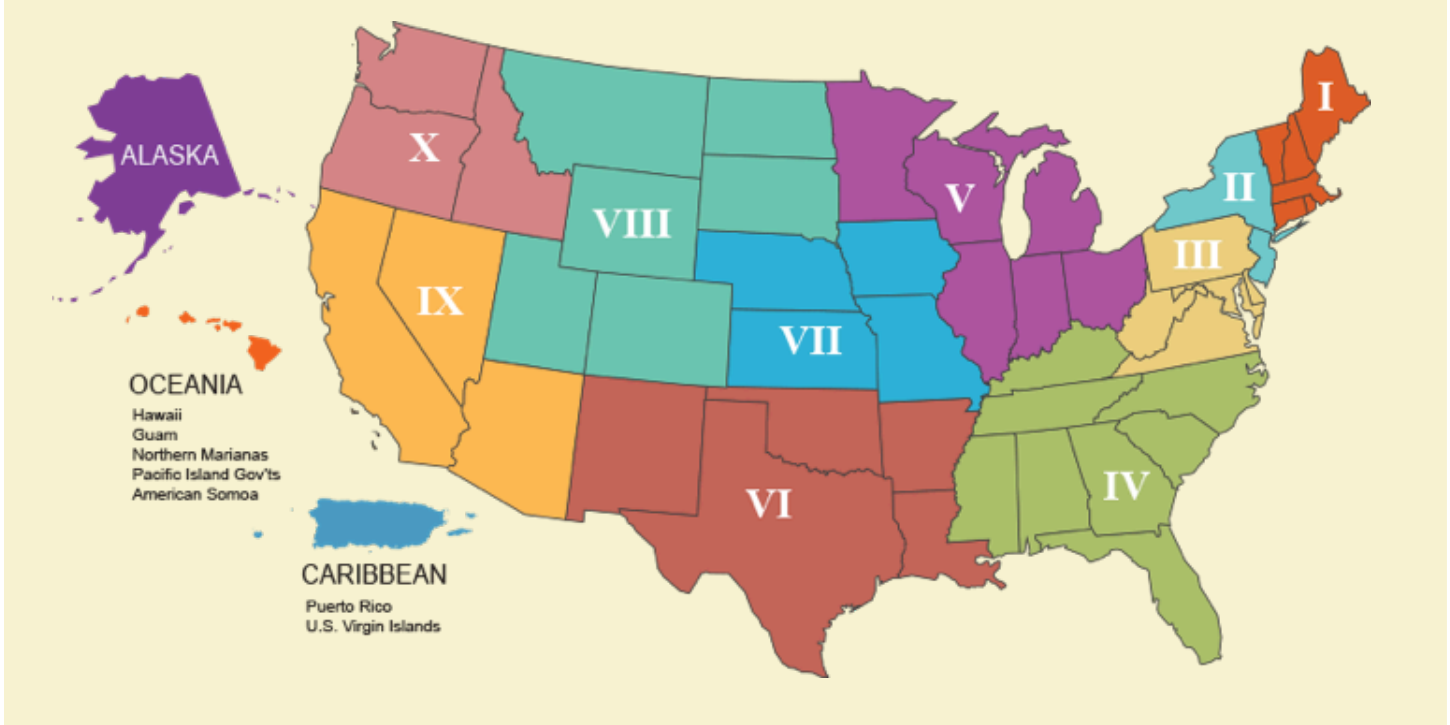 ALASKA
OCEANIA
Hawaii
Guam
Northern Marianas
Pacific Island Gov'ts
American Somoa
CARIBBEAN
Puerto Rico
U.S. Virgin Islands
X
VIII
IX
V
VII
VI
I
II
III
IV